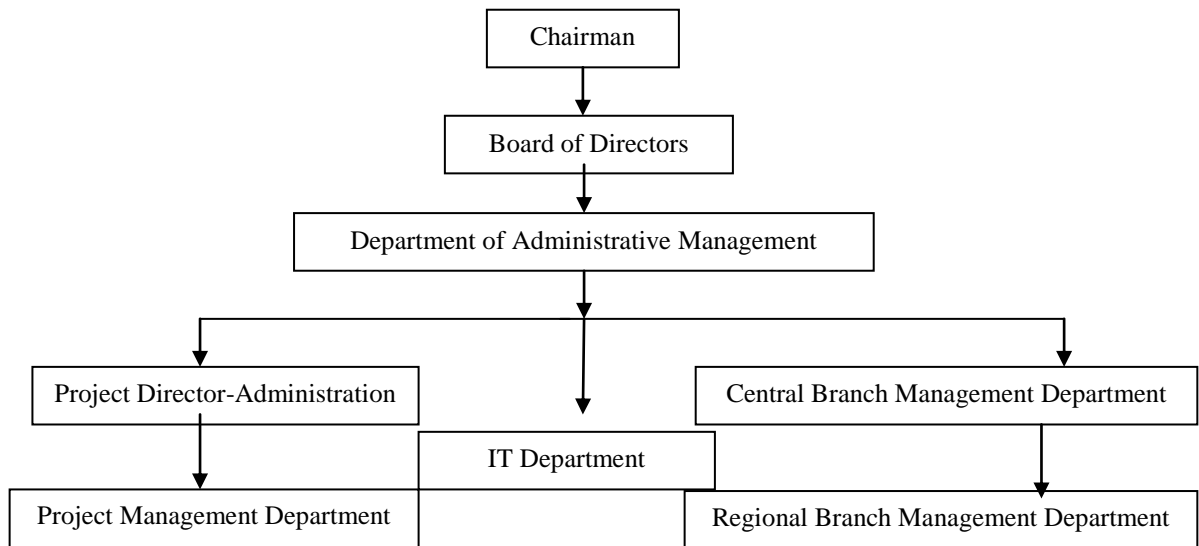 Chairman
Board of Directors
Department of Administrative Management
Project Director-Administration
Central Branch Management Department
IT Department
Project Management Department
Regional Branch Management Department